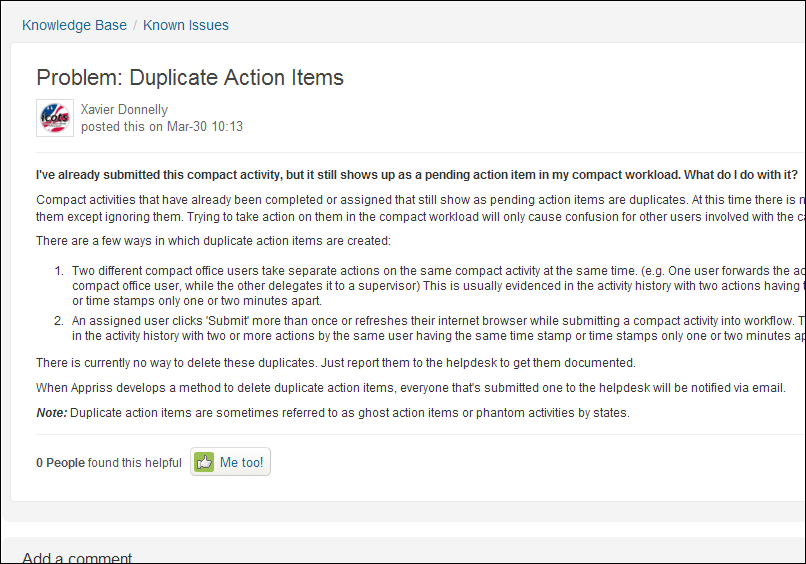 Knowledge Base / Known Issues
Problem: Duplicate Action Items
icots
Xavier Donnelly
posted this on Mar-30 10:13
I've already submitted this compact activity, but it still shows up as a pending action item in my compact workload. What do I do with it?
Compact activities that have already been completed or assigned that still show as pending action items are duplicates. At this time there is
them except ignoring them. Trying to take action on them in the compact workload will only cause confusion for other users involved with the
There are a few ways in which duplicate action items are created:
1. Two different compact office users take separate actions on the same compact activity at the same time. (e.g. One user forwards the
compact office user, while the other delegates it to a supervisor) This is usually evidenced in the activity history with two actions having
or time stamps only one or two minutes apart.
2. An assigned user clicks 'Submit' more than once or refreshes their internet browser while submitting a compact activity into workflow.
in the activity history with two or more actions by the same user having the same time stamp or time stamps only one or two minutes
There is currently no way to delete these duplicates. Just report them to the helpdesk to get them documented.
When Appriss develops a method to delete duplicate action items, everyone that's submitted one to the helpdesk will be notified via email.
Note: Duplicate action items are sometimes referred to as ghost action items or phantom activities by states.
0 People found this helpful Me too!
Add a comment